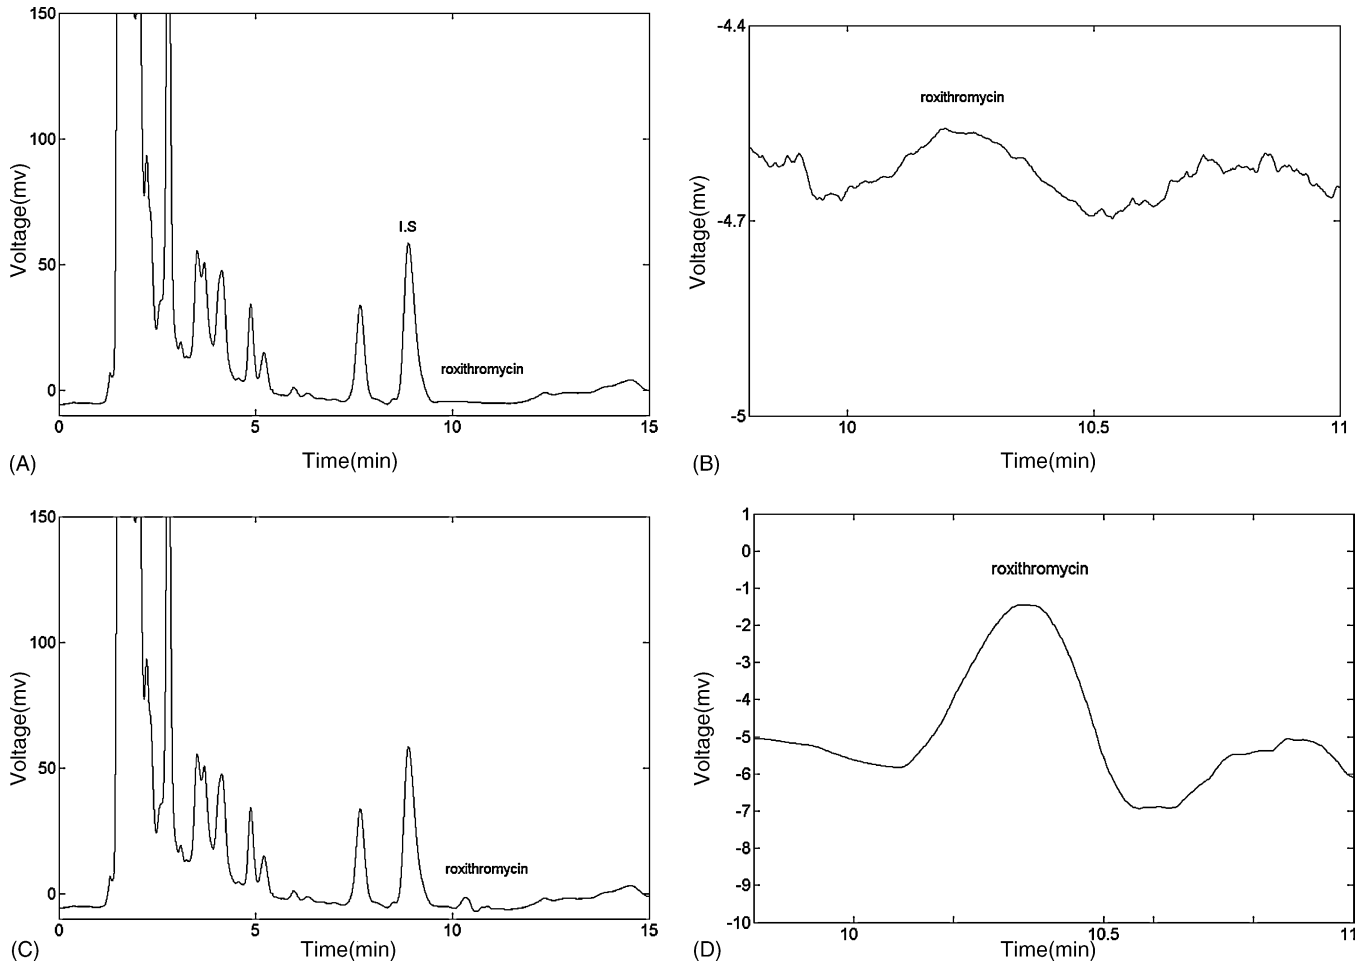 150
100
50
0
Voltage(mv)
I.S
roxithromycin
0
5
10
15
Time(min)
(A)
-4.4
-4.7
-5
Voltage(mv)
roxithromycin
10
10.5
11
Time(min)
(B)
150
100
50
0
Voltage(mv)
roxithromycin
0
5
10
15
Time(min)
(C)
1
0
-1
-2
-3
-4
-5
-6
-7
-8
-9
-10
Voltage(mv)
roxithromycin
10
10.5
11
Time(min)
(D)